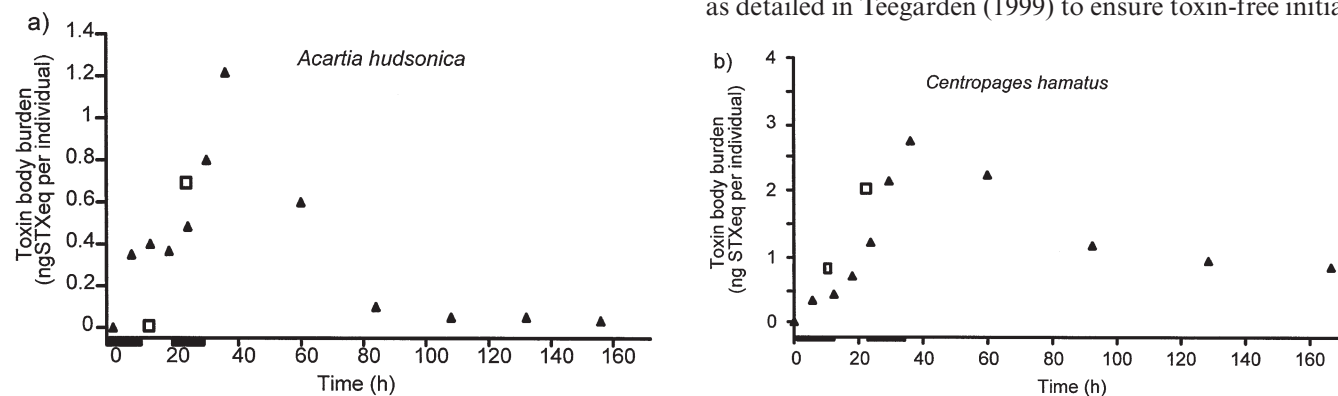 as detailed in Teegarden (1999) to ensure toxin-free initia
a)
Acartia hudsonica
Toxin body burden
(ngSTXeq per individual)
1.4
1.2
1
0.8
0.6
0.4
0.2
0
0 20 40 60 80 100 120 140 160
Time (h)
b)
Centropages hamatus
Toxin body burden
(ng STXeq per individual)
4
3
2
1
0
0 20 40 60 80 100 120 140 160
Time (h)